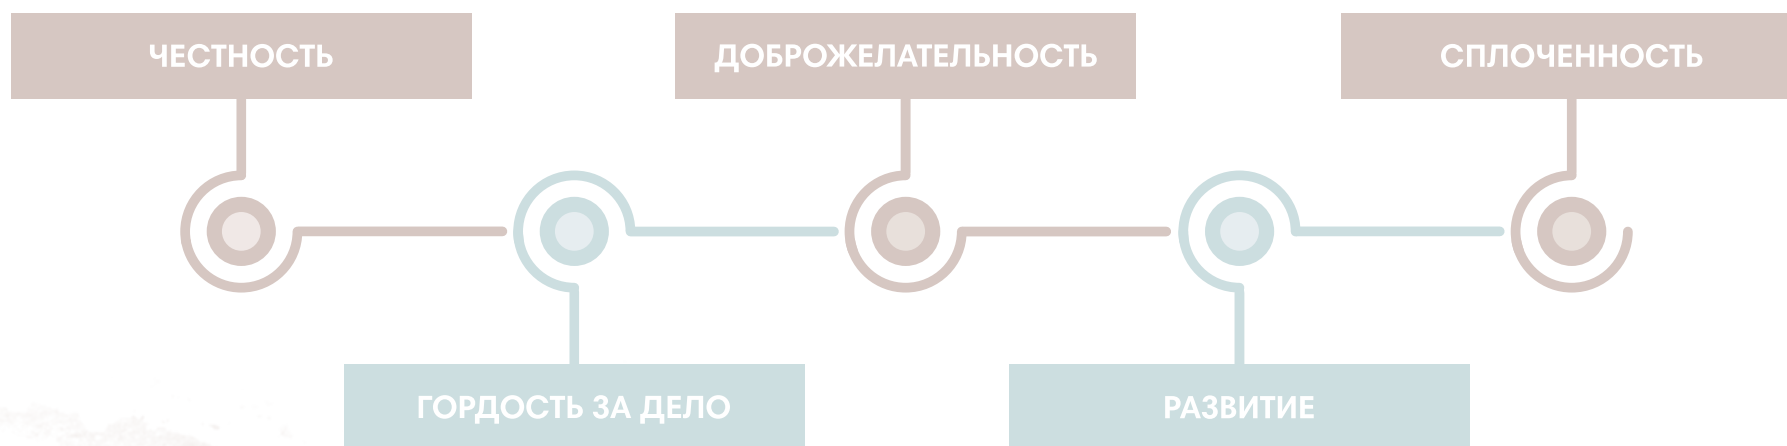 ЧЕСТНОСТЬ
ДОБРОЖЕЛАТЕЛЬНОСТЬ
СПЛОЧЕННОСТЬ
ГОРДОСТЬ ЗА ДЕЛО
РАЗВИТИЕ